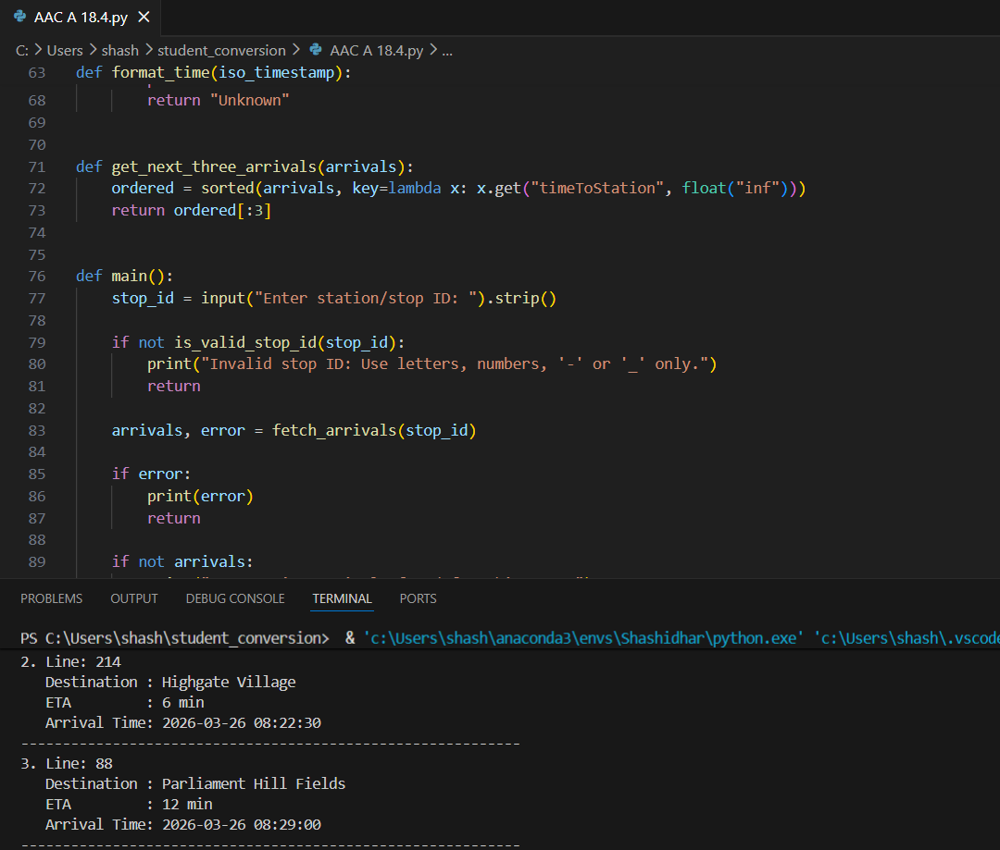 AAC A 18.4.py
C: > Users > shash > student_conversion > AAC A 18.4.py > ...
63 def format_time(iso_timestamp):
68 return "Unknown"
69
70
71 def get_next_three_arrivals(arrivals):
72 ordered = sorted(arrivals, key=lambda x: x.get("timeToStation", float("inf")))
73 return ordered[:3]
74
75
76 def main():
77 stop_id = input("Enter station/stop ID: ").strip()
78
79 if not is_valid_stop_id(stop_id):
80 print("Invalid stop ID: Use letters, numbers, '-' or '_' only.")
81 return
82
83 arrivals, error = fetch_arrivals(stop_id)
84
85 if error:
86 print(error)
87 return
88
89 if not arrivals:
PROBLEMS OUTPUT DEBUG CONSOLE TERMINAL PORTS
PS C:\Users\shash\student_conversion> & 'c:\Users\shash\anaconda3\envs\Shashidhar\python.exe' 'c:\Users\shash\.vscode
2. Line: 214
Destination : Highgate Village
ETA : 6 min
Arrival Time: 2026-03-26 08:22:30
------------------------------------------------------------
3. Line: 88
Destination : Parliament Hill Fields
ETA : 12 min
Arrival Time: 2026-03-26 08:29:00
------------------------------------------------------------